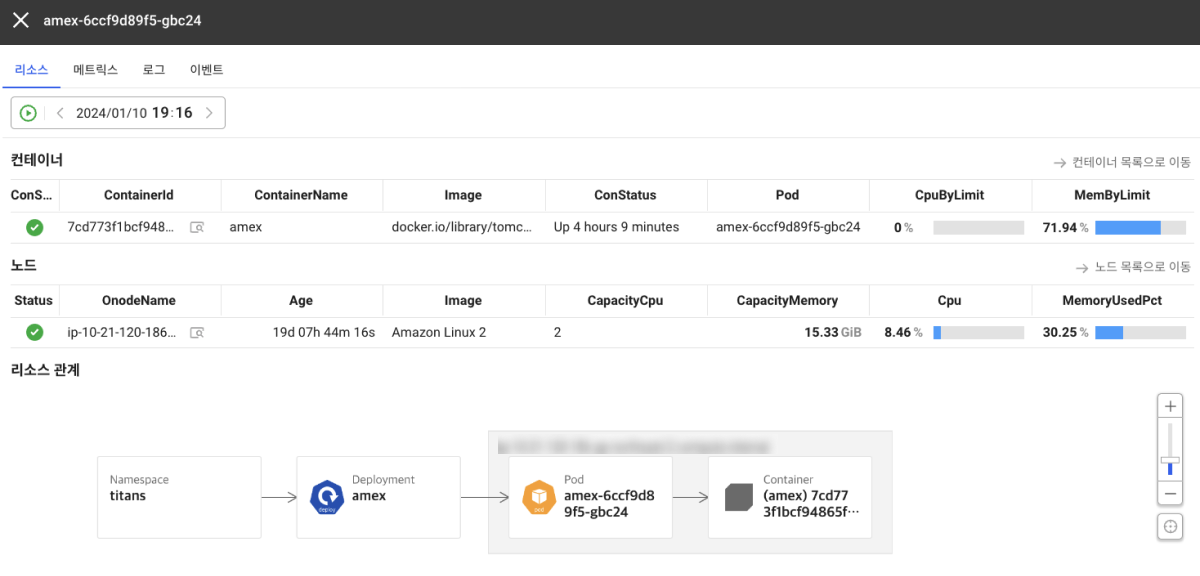 amex-6ccf9d89f5-gbc24
리소스 메트릭스 로그 이벤트
2024/01/10 19:16
컨테이너
컨테이너 목록으로 이동
ConS... ContainerId ContainerName Image ConStatus Pod CpuByLimit MemByLimit
7cd773f1bcf948... amex docker.io/library/tomc... Up 4 hours 9 minutes amex-6ccf9d89f5-gbc24 0 % 71.94 %
노드
노드 목록으로 이동
Status OnodeName Age Image CapacityCpu CapacityMemory Cpu MemoryUsedPct
ip-10-21-120-186... 19d 07h 44m 16s Amazon Linux 2 2 15.33 GiB 8.46 % 30.25 %
리소스 관계
Namespace
titans
deploy
Deployment
amex
pod
Pod
amex-6ccf9d8
9f5-gbc24
Container
(amex) 7cd77
3f1bcf94865f···